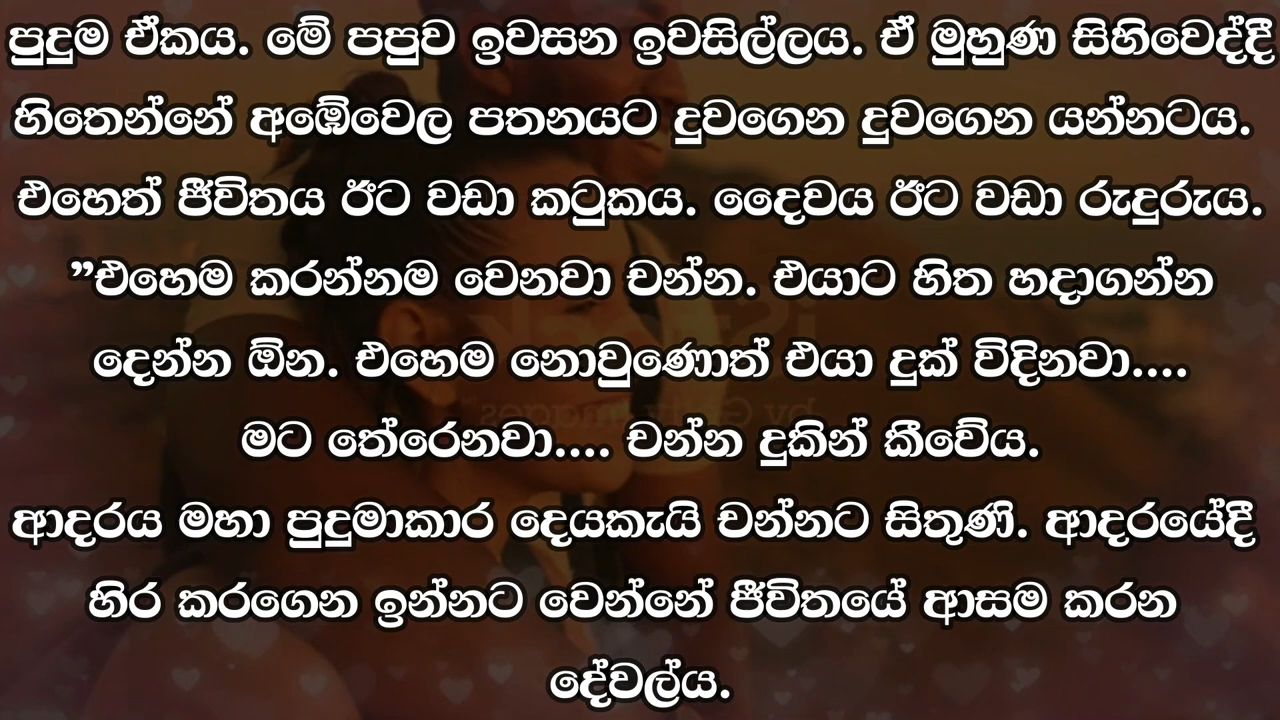 පුදුම ඒකය. මේ පපුව ඉවසන ඉවසිල්ලය. ඒ මුහුණ සිහිවෙද්දී
හිතෙන්නේ අඹේවෙල පතනයට දුවගෙන දුවගෙන යන්නටය.
එහෙත් ජීවිතය ඊට වඩා කටුකය. දෛවය ඊට වඩා රුදුරුය.
”එහෙම කරන්නම වෙනවා චන්න. එයාට හිත හදාගන්න
දෙන්න ඕන. එහෙම නොවුණොත් එයා දුක් විදිනවා....
මට තේරෙනවා.... චන්න දුකින් කීවේය.
ආදරය මහා පුදුමාකාර දෙයකැයි චන්නට සිතුණි. ආදරයේදී
හිර කරගෙන ඉන්නට වෙන්නේ ජීවිතයේ ආසම කරන
දේවල්ය.